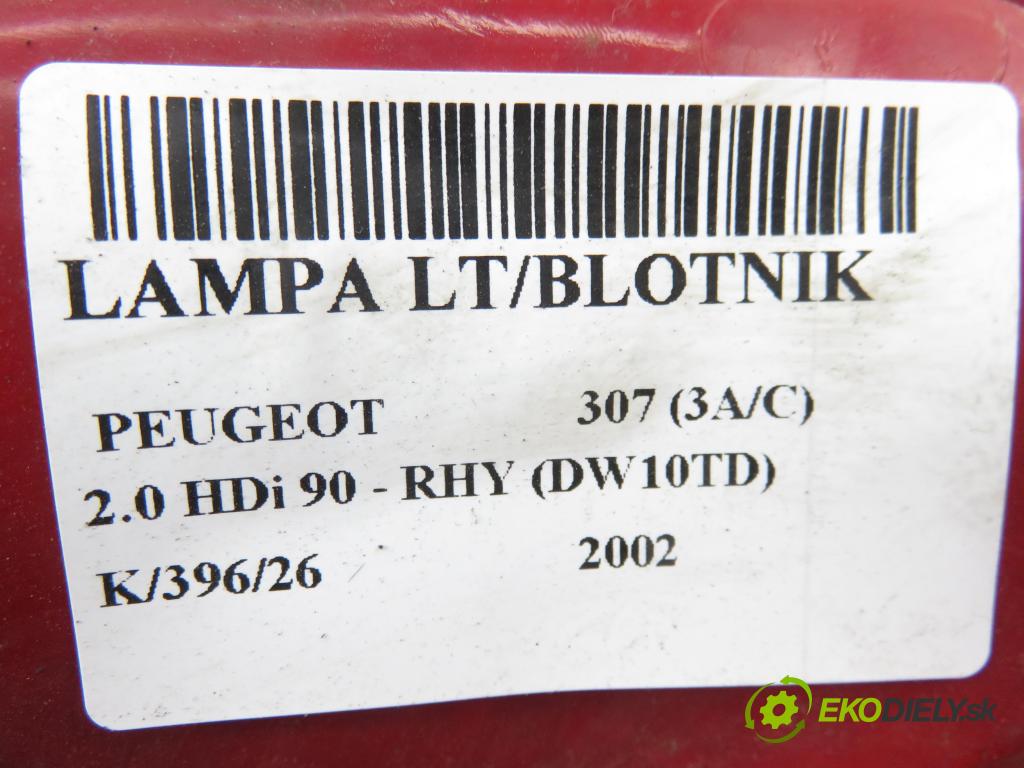 LAMPA LT/BLOTNIK
PEUGEOT 307 (3A/C)
2.0 HDi 90 - RHY (DW10TD)
K/396/26 2002
EKODIELY.sk